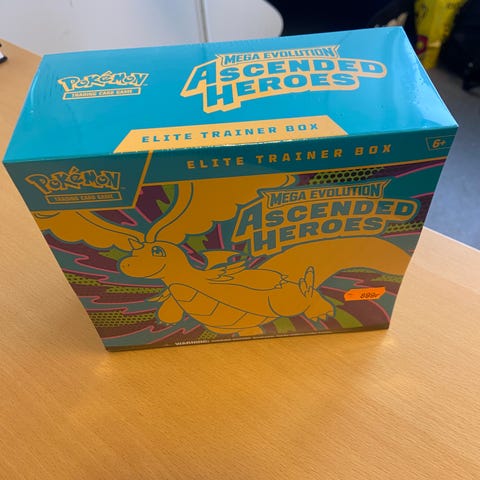 POKéMON
TRADING CARD GAME
MEGA EVOLUTION
ASCENDED
HEROES
ELITE TRAINER BOX
ELITE TRAINER BOX
6+
POKéMON
TRADING CARD GAME
MEGA EVOLUTION
ASCENDED
HEROES
WARNING: